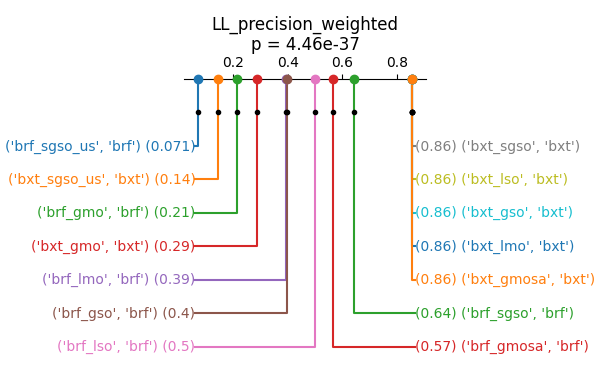 LL_precision_weighted
p = 4.46e-37
0.2 0.4 0.6 0.8
('brf_sgso_us', 'brf') (0.071) (0.86) ('bxt_sgso', 'bxt')
('bxt_sgso_us', 'bxt') (0.14) (0.86) ('bxt_lso', 'bxt')
('brf_gmo', 'brf') (0.21) (0.86) ('bxt_gso', 'bxt')
('bxt_gmo', 'bxt') (0.29) (0.86) ('bxt_lmo', 'bxt')
('brf_lmo', 'brf') (0.39) (0.86) ('bxt_gmosa', 'bxt')
('brf_gso', 'brf') (0.4) (0.64) ('brf_sgso', 'brf')
('brf_lso', 'brf') (0.5) (0.57) ('brf_gmosa', 'brf')